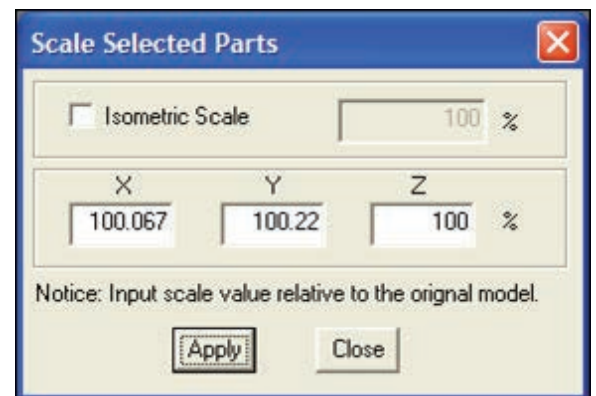 Scale Selected Parts
Isometric Scale 100 %
X Y Z
100.067 100.22 100 %
Notice: Input scale value relative to the orignal model.
Apply Close